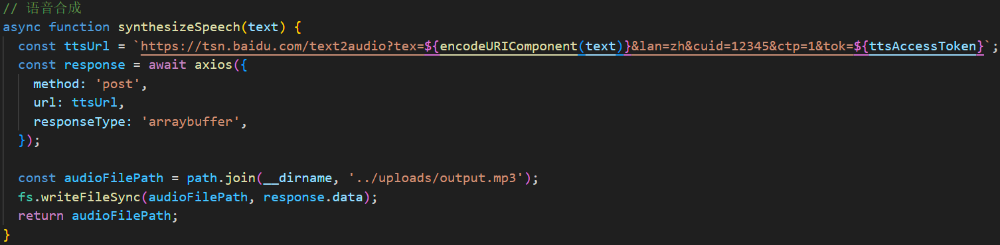 // 语音合成
async function synthesizeSpeech(text) {
  const ttsUrl = `https://tsn.baidu.com/text2audio?tex=${encodeURIComponent(text)}&lan=zh&cuid=12345&ctp=1&tok=${ttsAccessToken}`;
  const response = await axios({
    method: 'post',
    url: ttsUrl,
    responseType: 'arraybuffer',
  });

  const audioFilePath = path.join(__dirname, '../uploads/output.mp3');
  fs.writeFileSync(audioFilePath, response.data);
  return audioFilePath;
}